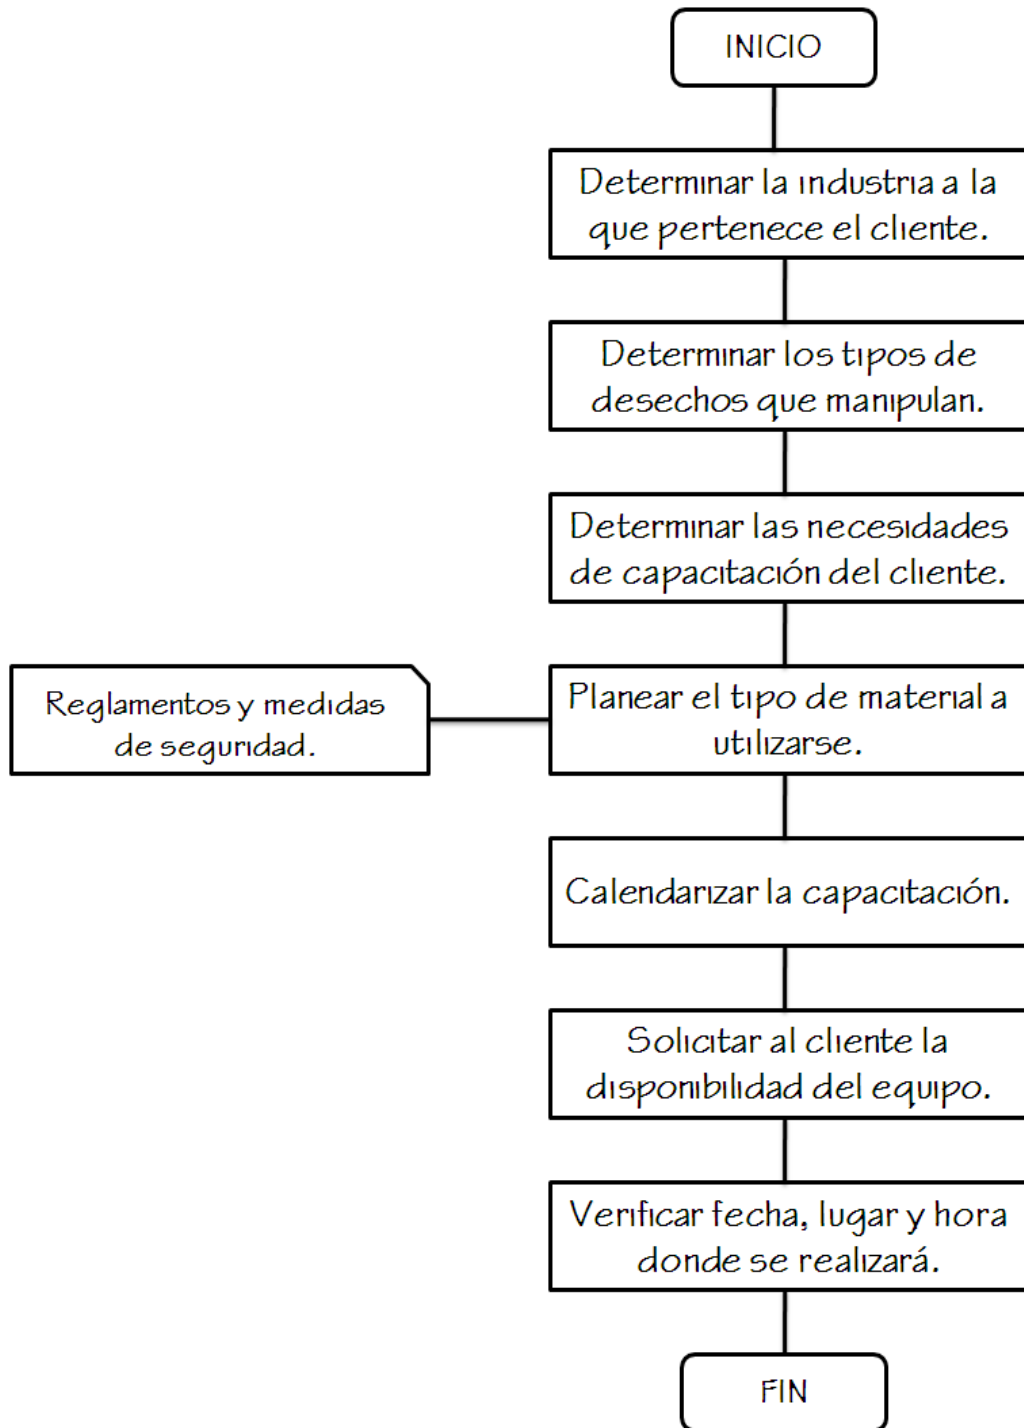 INICIO
Determinar la industria a la
que pertenece el cliente.
Determinar los tipos de
desechos que manipulan.
Determinar las necesidades
de capacitación del cliente.
Reglamentos y medidas
de seguridad.
Planear el tipo de material a
utilizarse.
Calendarizar la capacitación.
Solicitar al cliente la
disponibilidad del equipo.
Verificar fecha, lugar y hora
donde se realizará.
FIN